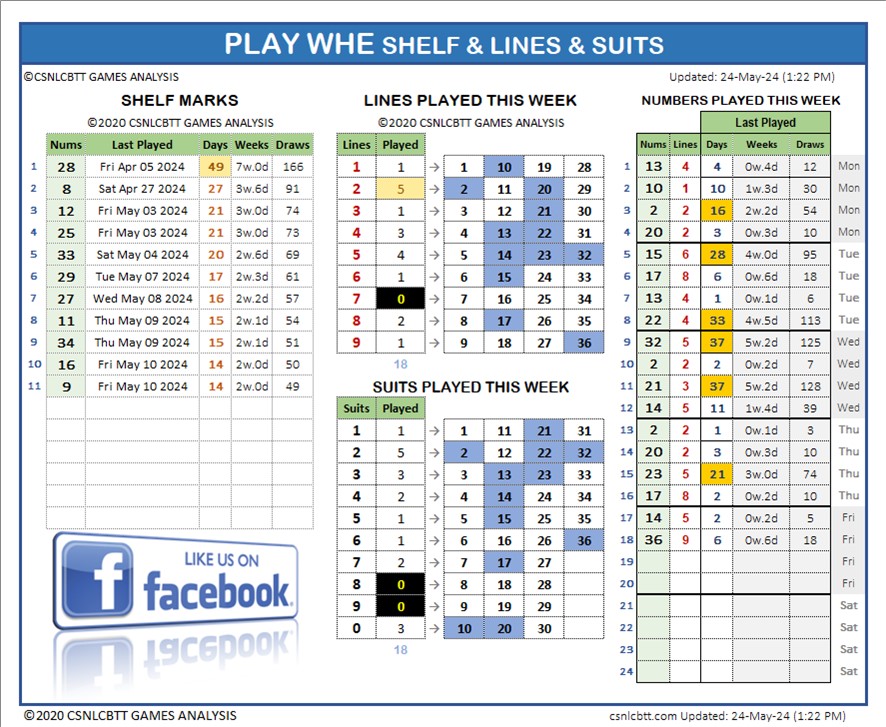 PLAY WHE SHELF & LINES & SUITS
©CSNLCBTT GAMES ANALYSIS
Updated: 24-May-24 (1:22 PM)
SHELF MARKS
©2020 CSNLCBTT GAMES ANALYSIS
Nums Last Played Days Weeks Draws
1 28 Fri Apr 05 2024 49 7w.0d 166
2 8 Sat Apr 27 2024 27 3w.6d 91
3 12 Fri May 03 2024 21 3w.0d 74
4 25 Fri May 03 2024 21 3w.0d 73
5 33 Sat May 04 2024 20 2w.6d 69
6 29 Tue May 07 2024 17 2w.3d 61
7 27 Wed May 08 2024 16 2w.2d 57
8 11 Thu May 09 2024 15 2w.1d 54
9 34 Thu May 09 2024 15 2w.1d 51
10 16 Fri May 10 2024 14 2w.0d 50
11 9 Fri May 10 2024 14 2w.0d 49
LIKE US ON
facebook
LINES PLAYED THIS WEEK
©2020 CSNLCBTT GAMES ANALYSIS
Lines Played
1 1 → 1 10 19 28
2 5 → 2 11 20 29
3 1 → 3 12 21 30
4 3 → 4 13 22 31
5 4 → 5 14 23 32
6 1 → 6 15 24 33
7 0 → 7 16 25 34
8 2 → 8 17 26 35
9 1 → 9 18 27 36
18
SUITS PLAYED THIS WEEK
Suits Played
1 1 → 1 11 21 31
2 5 → 2 12 22 32
3 3 → 3 13 23 33
4 2 → 4 14 24 34
5 1 → 5 15 25 35
6 1 → 6 16 26 36
7 2 → 7 17 27
8 0 → 8 18 28
9 0 → 9 19 29
0 3 → 10 20 30
18
NUMBERS PLAYED THIS WEEK
Last Played
Nums Lines Days Weeks Draws
1 13 4 4 0w.4d 12 Mon
2 10 1 10 1w.3d 30 Mon
3 2 2 16 2w.2d 54 Mon
4 20 2 3 0w.3d 10 Mon
5 15 6 28 4w.0d 95 Tue
6 17 8 6 0w.6d 18 Tue
7 13 4 1 0w.1d 6 Tue
8 22 4 33 4w.5d 113 Tue
9 32 5 37 5w.2d 125 Wed
10 2 2 2 0w.2d 7 Wed
11 21 3 37 5w.2d 128 Wed
12 14 5 11 1w.4d 39 Wed
13 2 2 1 0w.1d 3 Thu
14 20 2 3 0w.3d 10 Thu
15 23 5 21 3w.0d 74 Thu
16 17 8 2 0w.2d 10 Thu
17 14 5 2 0w.2d 5 Fri
18 36 9 6 0w.6d 18 Fri
19 Fri
20 Fri
21 Sat
22 Sat
23 Sat
24 Sat
©2020 CSNLCBTT GAMES ANALYSIS
csnlcbtt.com Updated: 24-May-24 (1:22 PM)